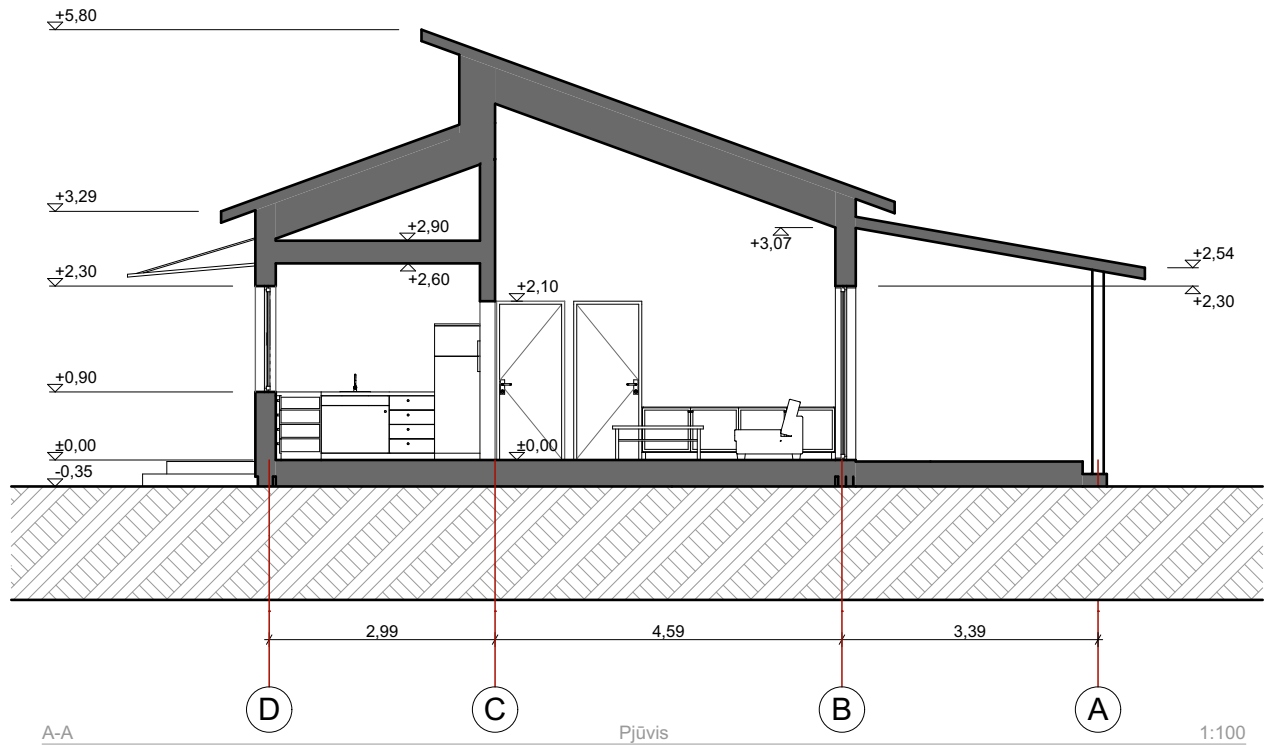 +5,80
+3,29
+2,90
+3,07
+2,54
+2,30
+2,60
+2,10
+2,30
+0,90
±0,00
±0,00
-0,35
2,99
4,59
3,39
D
C
B
A
A-A
Pjūvis
1:100